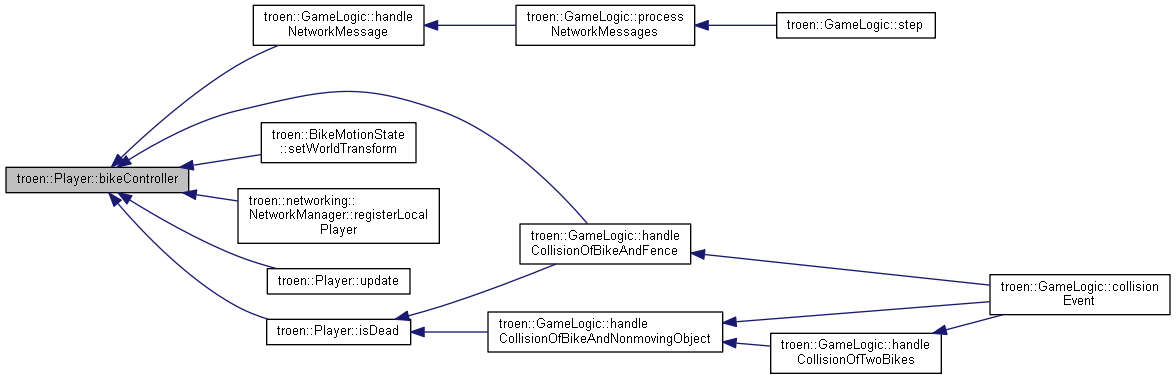 troen::GameLogic::handle
NetworkMessage
troen::GameLogic::process
NetworkMessages
troen::GameLogic::step
troen::BikeMotionState
::setWorldTransform
troen::Player::bikeController
troen::networking::
NetworkManager::registerLocal
Player
troen::GameLogic::handle
CollisionOfBikeAndFence
troen::Player::update
troen::GameLogic::collision
Event
troen::Player::isDead
troen::GameLogic::handle
CollisionOfBikeAndNonmovingObject
troen::GameLogic::handle
CollisionOfTwoBikes